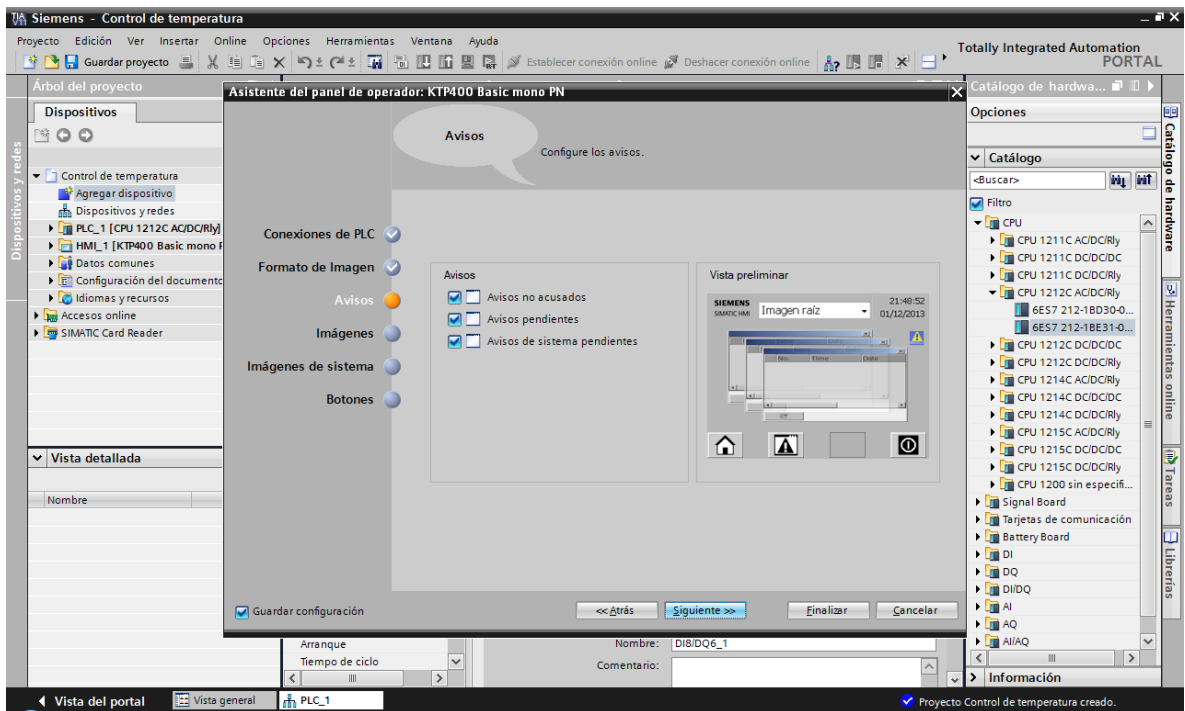 Siemens - Control de temperatura
Proyecto Edición Ver Insertar Online Opciones Herramientas Ventana Ayuda
Guardar proyecto
Establecer conexión online
Deshacer conexión online
Totally Integrated Automation
PORTAL
Árbol del proyecto
Dispositivos
Dispositivos y redes
Control de temperatura
Agregar dispositivo
Dispositivos y redes
PLC_1 [CPU 1212C AC/DC/Rly]
HMI_1 [KTP400 Basic mono P
Datos comunes
Configuración del documento
Idiomas y recursos
Accesos online
SIMATIC Card Reader
Vista detallada
Nombre
Asistente del panel de operador: KTP400 Basic mono PN
Avisos
Configure los avisos.
Conexiones de PLC
Formato de Imagen
Avisos
Imágenes
Imágenes de sistema
Botones
Avisos
Avisos no acusados
Avisos pendientes
Avisos de sistema pendientes
Vista preliminar
SIEMENS
SIMATIC HMI
Imagen raíz
21:48:52
01/12/2013
No. Time Date
Guardar configuración
<< Atrás
Siguiente >>
Finalizar
Cancelar
Arranque
Tiempo de ciclo
Nombre: DI8/DQ6_1
Comentario:
Catálogo de hardwa...
Opciones
Catálogo
<Buscar>
Filtro
CPU
CPU 1211C AC/DC/Rly
CPU 1211C DC/DC/DC
CPU 1211C DC/DC/Rly
CPU 1212C AC/DC/Rly
6ES7 212-1BD30-0...
6ES7 212-1BE31-0...
CPU 1212C DC/DC/DC
CPU 1212C DC/DC/Rly
CPU 1214C AC/DC/Rly
CPU 1214C DC/DC/DC
CPU 1214C DC/DC/Rly
CPU 1215C AC/DC/Rly
CPU 1215C DC/DC/DC
CPU 1215C DC/DC/Rly
CPU 1200 sin especifi...
Signal Board
Tarjetas de comunicación
Battery Board
DI
DQ
DI/DQ
AI
AQ
AI/AQ
Información
Catálogo de hardware
Herramientas online
Tareas
Librerías
Vista del portal
Vista general
PLC_1
Proyecto Control de temperatura creado.